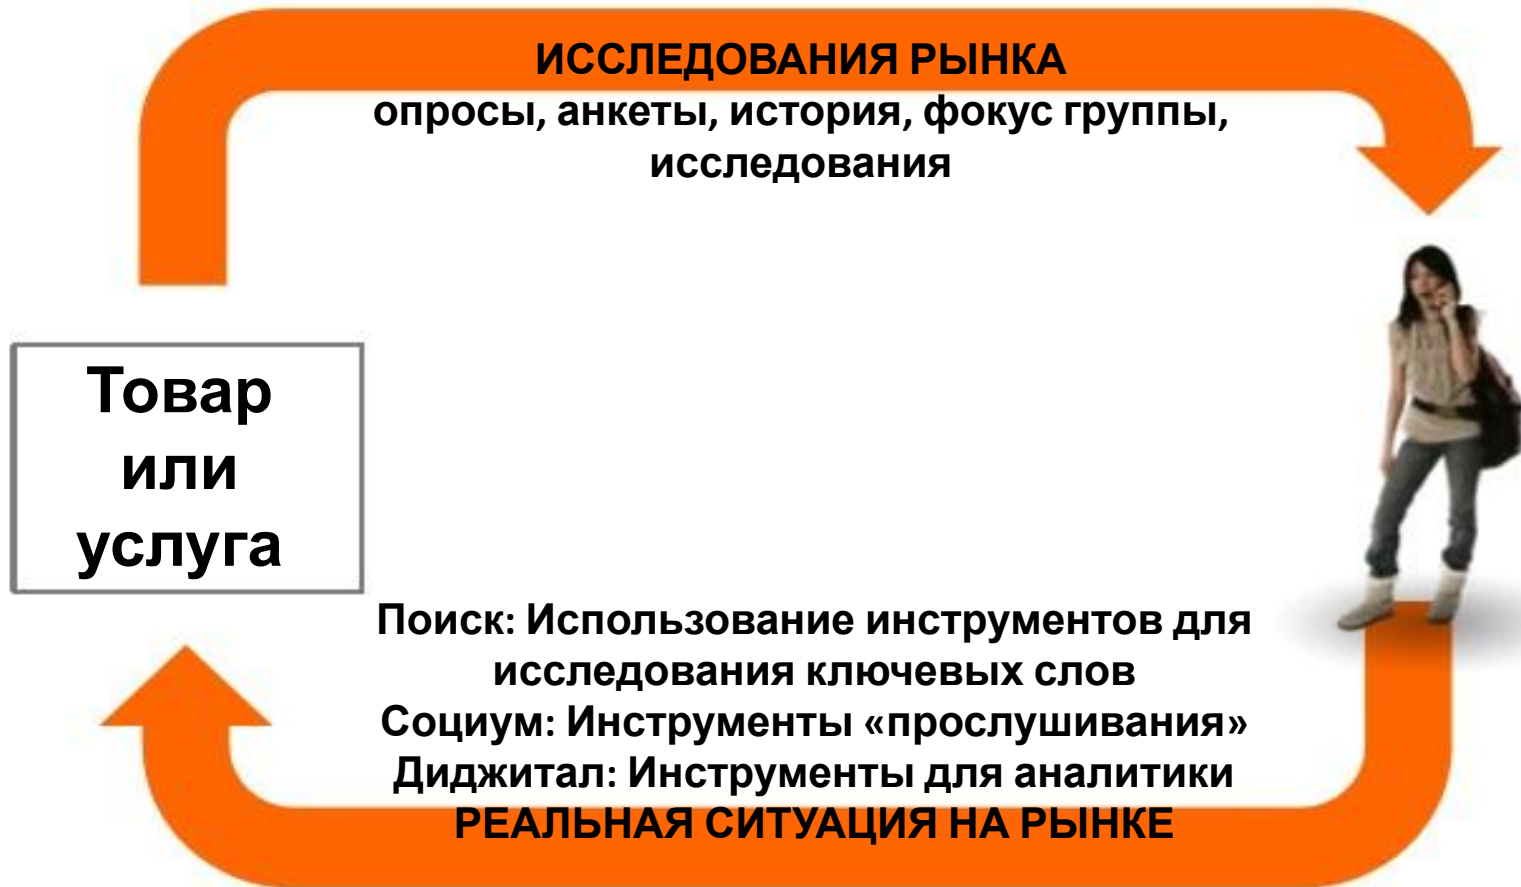 ИССЛЕДОВАНИЯ РЫНКА
опросы, анкеты, история, фокус группы,
исследования
Товар
или
услуга
Поиск: Использование инструментов для
исследования ключевых слов
Социум: Инструменты «прослушивания»
Диджитал: Инструменты для аналитики
РЕАЛЬНАЯ СИТУАЦИЯ НА РЫНКЕ